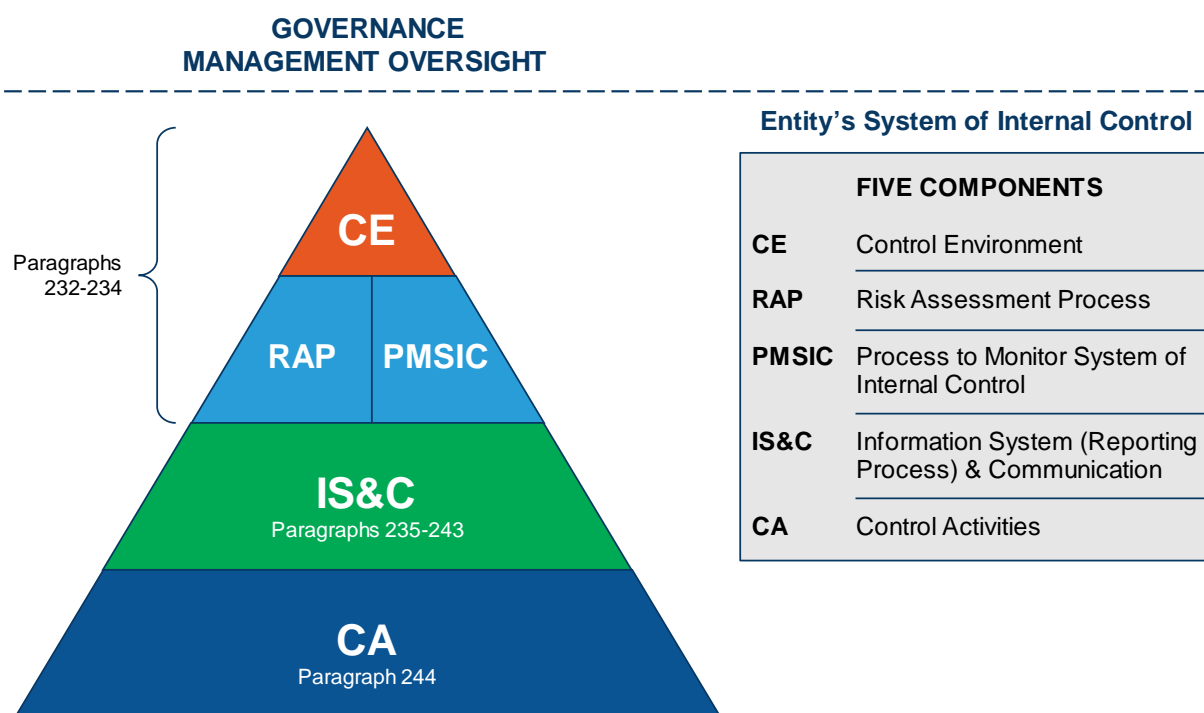 GOVERNANCE
MANAGEMENT OVERSIGHT
Entity’s System of Internal Control
CE
Paragraphs
232-234
RAP
PMSIC
IS&C
Paragraphs 235-243
CA
Paragraph 244
FIVE COMPONENTS
CE Control Environment
RAP Risk Assessment Process
PMSIC Process to Monitor System of
Internal Control
IS&C Information System (Reporting
Process) & Communication
CA Control Activities